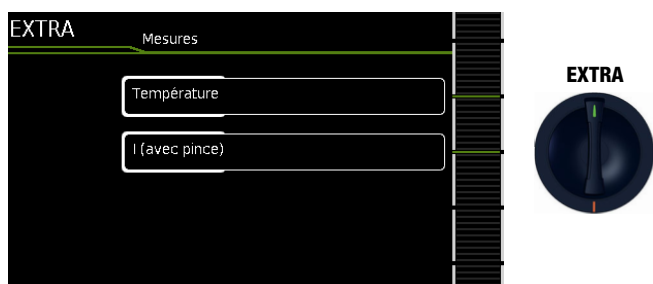 EXTRA
Mesures
Température
I (avec pince)
EXTRA